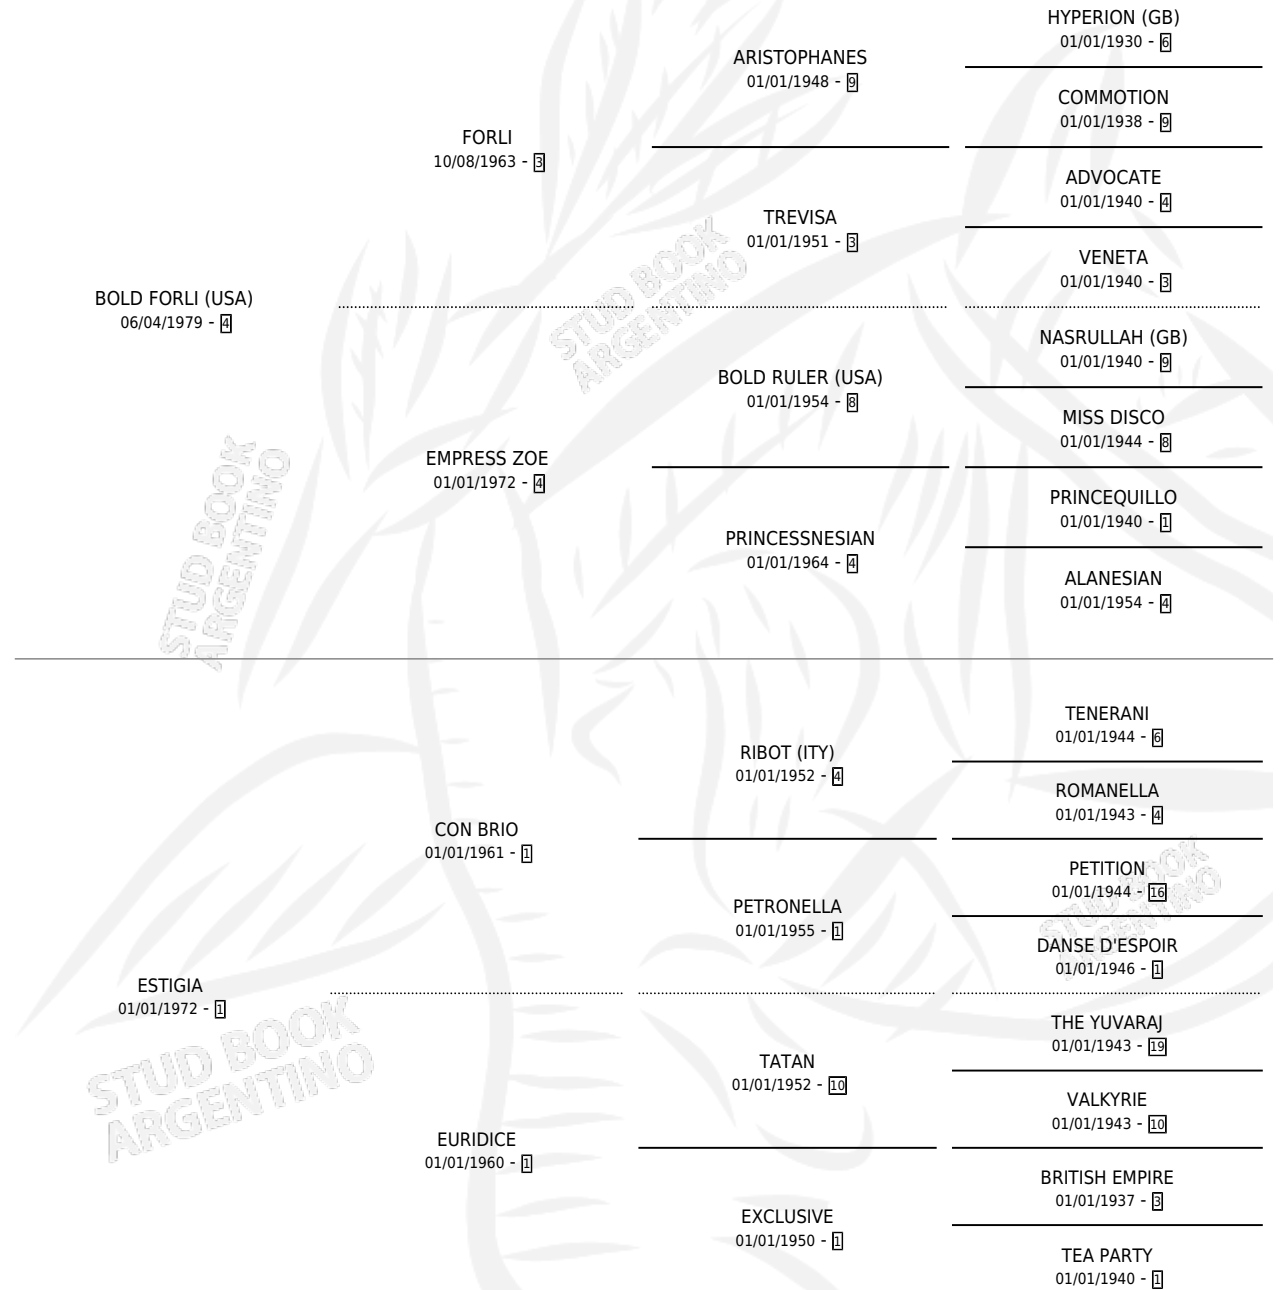 HYPERION (GB)
01/01/1930 - 6
ARISTOPHANES
01/01/1948 - 9
COMMOTION
01/01/1938 - 9
FORLI
10/08/1963 - 3
ADVOCATE
01/01/1940 - 4
TREVISA
01/01/1951 - 3
VENETA
01/01/1940 - 3
BOLD FORLI (USA)
06/04/1979 - 4
NASRULLAH (GB)
01/01/1940 - 9
BOLD RULER (USA)
01/01/1954 - 8
MISS DISCO
01/01/1944 - 8
EMPRESS ZOE
01/01/1972 - 4
PRINCEQUILLO
01/01/1940 - 1
PRINCESSNESIAN
01/01/1964 - 4
ALANESIAN
01/01/1954 - 4
TENERANI
01/01/1944 - 6
RIBOT (ITY)
01/01/1952 - 4
ROMANELLA
01/01/1943 - 4
CON BRIO
01/01/1961 - 1
PETITION
01/01/1944 - 16
PETRONELLA
01/01/1955 - 1
DANSE D'ESPOIR
01/01/1946 - 1
ESTIGIA
01/01/1972 - 1
THE YUVARAJ
01/01/1943 - 19
TATAN
01/01/1952 - 10
VALKYRIE
01/01/1943 - 10
EURIDICE
01/01/1960 - 1
BRITISH EMPIRE
01/01/1937 - 3
EXCLUSIVE
01/01/1950 - 1
TEA PARTY
01/01/1940 - 1
STUD BOOK
ARGENTINO
STUD BOOK
ARGENTINO
STUD BOOK
ARGENTINO
STUD BOOK
ARGENTINO